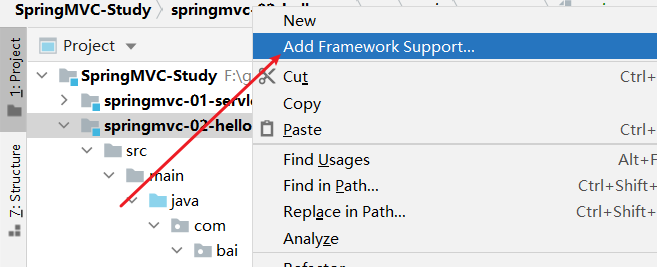 SpringMVC-Study
springmvc-02-hello
New
Project
Add Framework Support...
1: Project
SpringMVC-Study F:\g
Cut Ctrl+
springmvc-01-servle
Copy
springmvc-02-hello
Paste Ctrl+
src
Find Usages Alt+F
main
Find in Path... Ctrl+Shift+
Z: Structure
java
Replace in Path... Ctrl+Shift+
com
Analyze
bai
Refactor